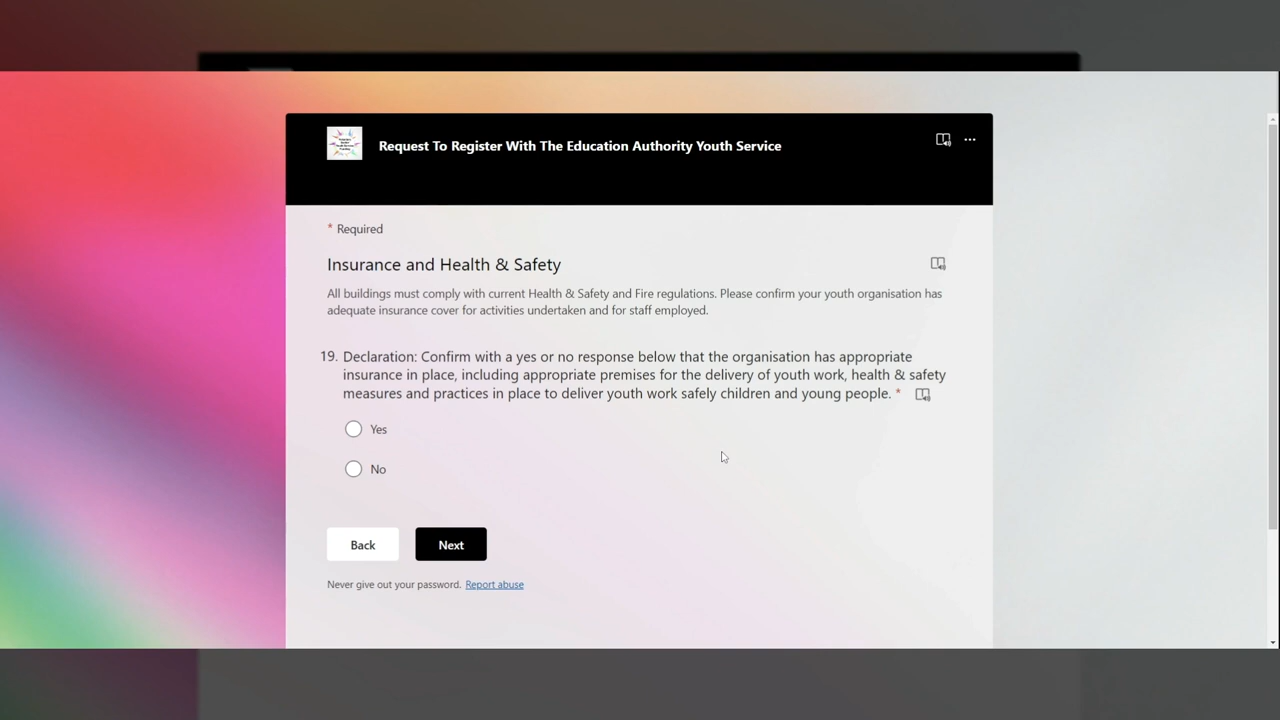 Request To Register With The Education Authority Youth Service
* Required
Insurance and Health & Safety
All buildings must comply with current Health & Safety and Fire regulations. Please confirm your youth organisation has
adequate insurance cover for activities undertaken and for staff employed.
19. Declaration: Confirm with a yes or no response below that the organisation has appropriate
insurance in place, including appropriate premises for the delivery of youth work, health & safety
measures and practices in place to deliver youth work safely children and young people. *
Yes
No
Back Next
Never give out your password. Report abuse